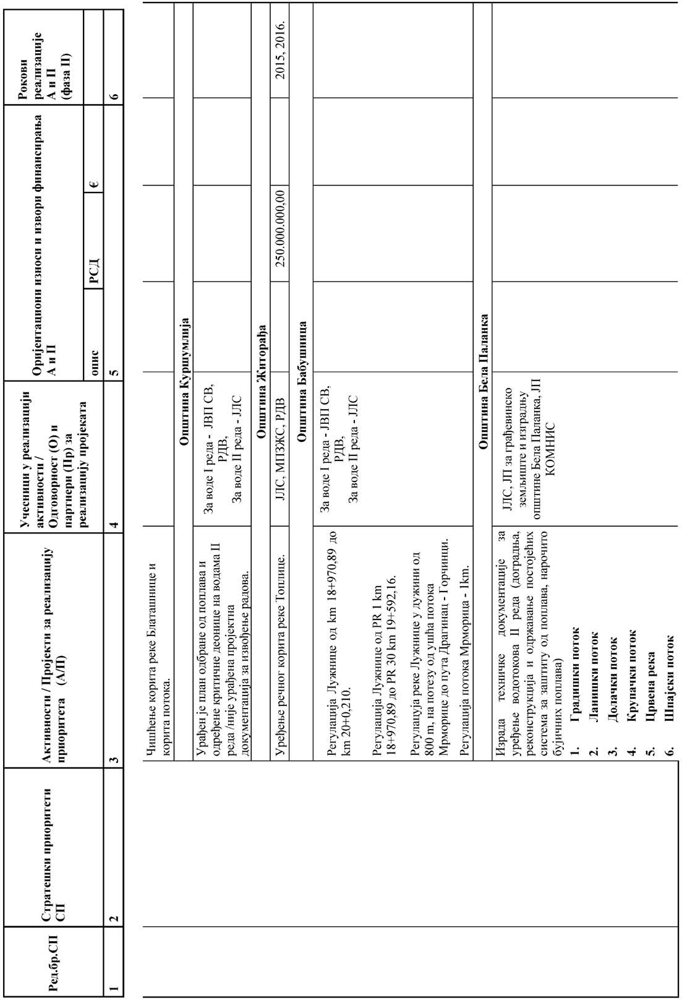 Ред.бр.СП
Стратешки приоритети
СП
Активности / Пројекти за реализацију
приоритета (А/П)
Учесници у реализацији
активности /
Одговорност (О) и
партнери (Пр) за
реализацију пројеката
Оријентациони износи и извори финансирања
А и П
опис
РСД
€
Рокови
реализације
А и П
(фаза II)
1
2
3
4
5
6
Чишћење корита реке Блаташнице и
корита потока.
Општина Куршумлија
Урађен је план одбране од поплава и
одређене критичне деонице на водама II
реда /није урађена пројектна
документација за извођење радова.
За воде I реда - ЈВП СВ,
РДВ,
За воде II реда - ЈЛС
Општина Житорађа
Уређење речног корита реке Топлице.
ЈЛС, МПЗЖС, РДВ
250.000.000,00
2015, 2016.
Општина Бабушница
Регулација Лужнице од km 18+970,89 до
km 20+0,210.
Регулација Лужнице од PR 1 km
18+970,89 до PR 30 km 19+592,16.
Регулацуја реке Лужнице у дужини од
800 m, на потезу од ушћа потока
Мрморице до пута Драгинац - Горчинци.
Регулација потока Мрморица - 1km.
За воде I реда - ЈВП СВ,
РДВ,
За воде II реда - ЈЛС
Општина Бела Паланка
Израда техничке документације за
уређење водотокова II реда (доградња,
реконструкција и одржавање постојећих
система за заштиту од поплава, нарочито
бујичних поплава)
1. Градишки поток
2. Ланишки поток
3. Долачки поток
4. Крупачки поток
5. Црвена река
6. Шпајски поток
ЈЛС, ЈП за грађевинско
земљиште и изградњу
општине Бела Паланка, ЈП
КОМНИС